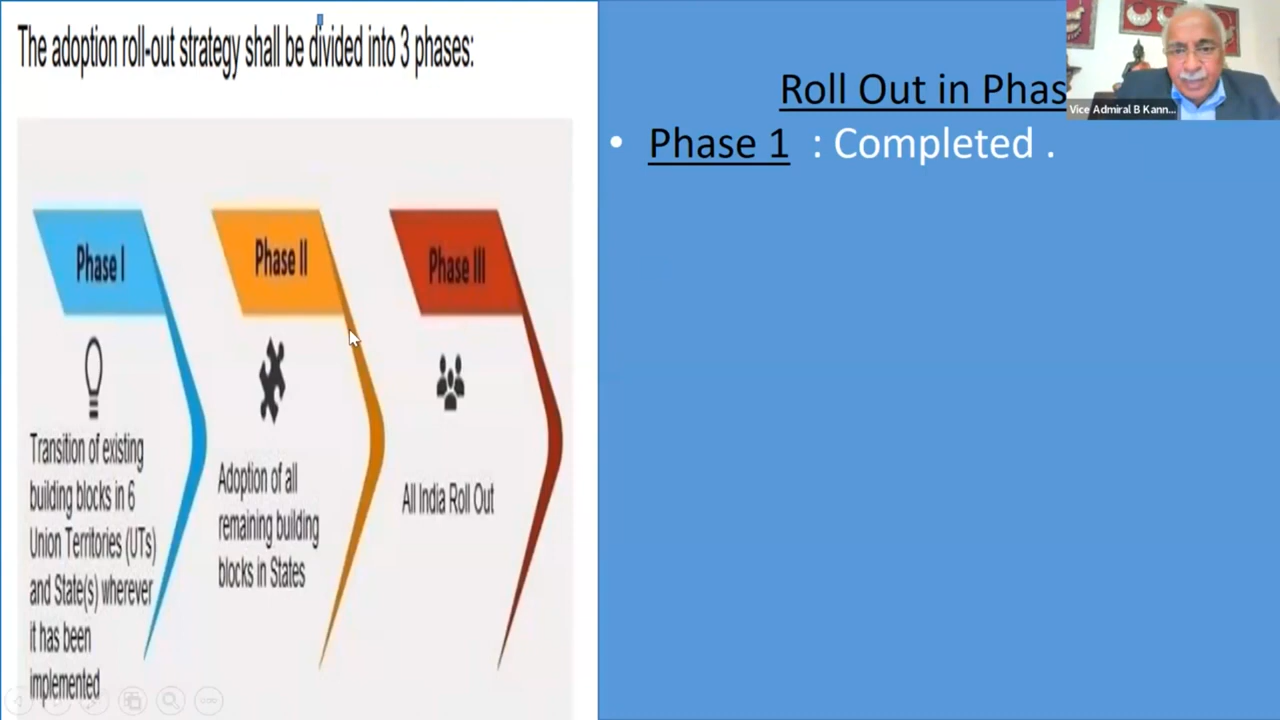 The adoption roll-out strategy shall be divided into 3 phases:
Phase I
Phase II
Phase III
Transition of existing
building blocks in 6
Union Territories (UTs)
and State(s) wherever
it has been
implemented
Adoption of all
remaining building
blocks in States
All India Roll Out
Roll Out in Phas
• Phase 1 : Completed .
Vice Admiral B Kann...